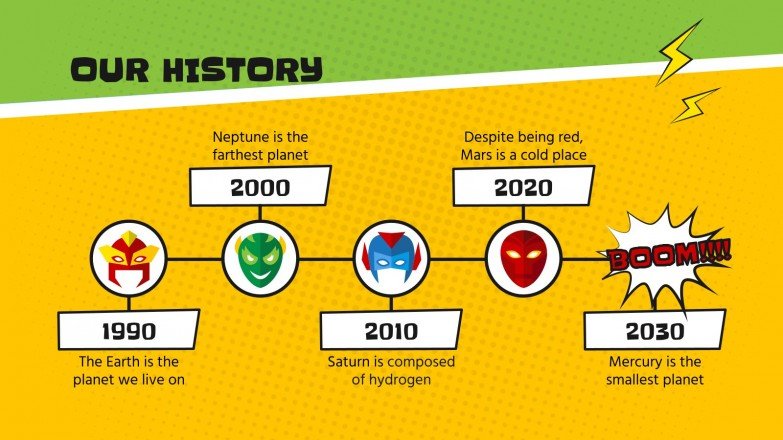 OUR HISTORY
Neptune is the
farthest planet
2000
Despite being red,
Mars is a cold place
2020
BOOM!!!!
1990
The Earth is the
planet we live on
2010
Saturn is composed
of hydrogen
2030
Mercury is the
smallest planet